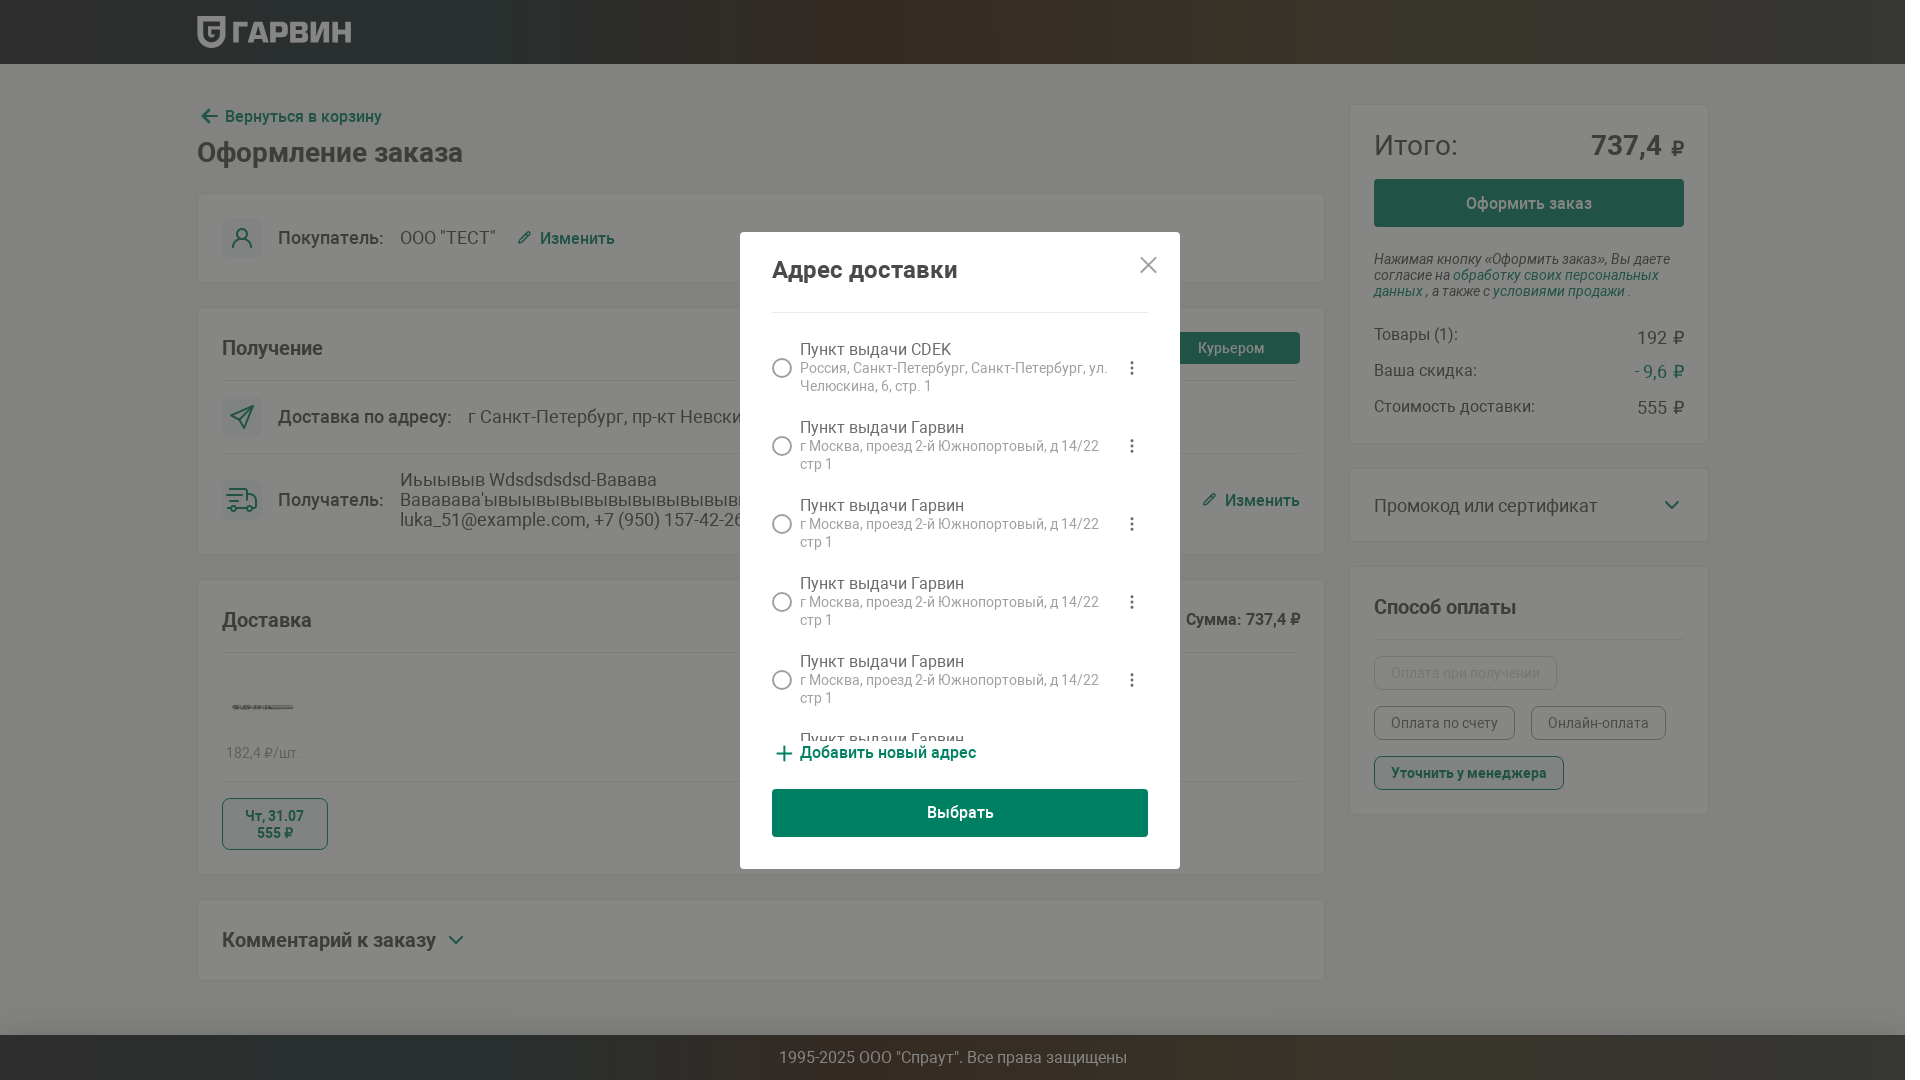 ГАРВИН
Вернуться в корзину
Оформление заказа
Покупатель: ООО "ТЕСТ" Изменить
Получение
Курьером
Доставка по адресу: г Санкт-Петербург, пр-кт
Получатель:
Иьыывыв Wdsdsdsdsd-Вавава
luka_51@example.com, +7 (950) 157-42-26
Изменить
Доставка
Сумма: 737,4 ₽
182,4 ₽/шт.
Чт, 31.07
555 ₽
Комментарий к заказу
Адрес доставки
Пункт выдачи CDEK
Россия, Санкт-Петербург, Санкт-Петербург, ул.
Челюскина, 6, стр. 1
Пункт выдачи Гарвин
г Москва, проезд 2-й Южнопортовый, д 14/22
стр 1
Пункт выдачи Гарвин
г Москва, проезд 2-й Южнопортовый, д 14/22
стр 1
Пункт выдачи Гарвин
г Москва, проезд 2-й Южнопортовый, д 14/22
стр 1
Пункт выдачи Гарвин
г Москва, проезд 2-й Южнопортовый, д 14/22
стр 1
Пункт выдачи Гарвин
Добавить новый адрес
Выбрать
Итого: 737,4 ₽
Оформить заказ
Нажимая кнопку «Оформить заказ», Вы даете
согласие на обработку своих персональных
данных , а также с условиями продажи .
Товары (1): 192 ₽
Ваша скидка: - 9,6 ₽
Стоимость доставки: 555 ₽
Промокод или сертификат
Способ оплаты
Оплата при получении
Оплата по счету Онлайн-оплата
Уточнить у менеджера
1995-2025 ООО "Спраут". Все права защищены